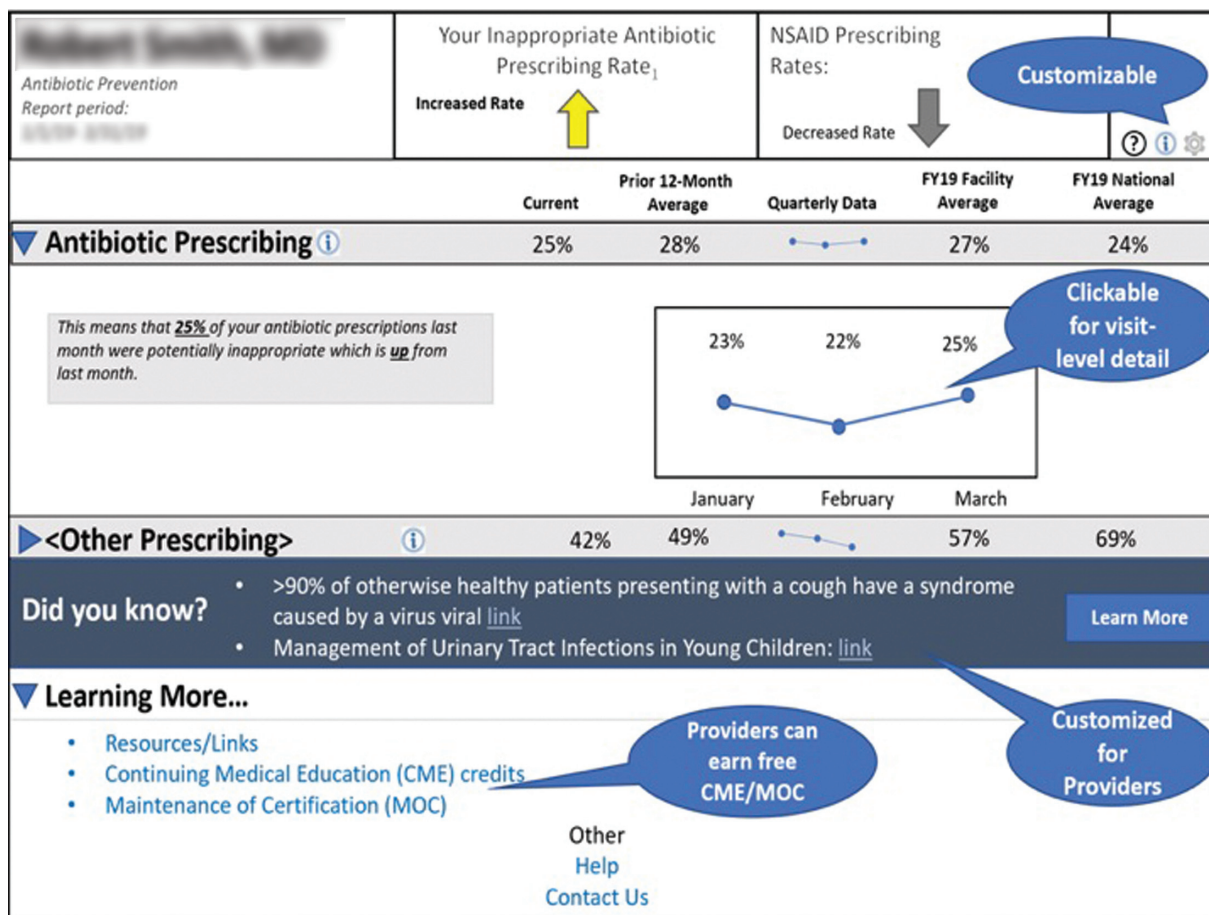 Antibiotic Prevention
Report period:
Your Inappropriate Antibiotic
Prescribing Rate1
Increased Rate
NSAID Prescribing
Rates:
Decreased Rate
Customizable
? i
Current
Prior 12-Month
Average
Quarterly Data
FY19 Facility
Average
FY19 National
Average
Antibiotic Prescribing i 25% 28% 27% 24%
This means that 25% of your antibiotic prescriptions last
month were potentially inappropriate which is up from
last month.
23% 22% 25%
January February March
Clickable
for visit-
level detail
<Other Prescribing> i 42% 49% 57% 69%
Did you know?
• >90% of otherwise healthy patients presenting with a cough have a syndrome
caused by a virus viral link
• Management of Urinary Tract Infections in Young Children: link
Learn More
Learning More...
• Resources/Links
• Continuing Medical Education (CME) credits
• Maintenance of Certification (MOC)
Providers can
earn free
CME/MOC
Customized
for
Providers
Other
Help
Contact Us